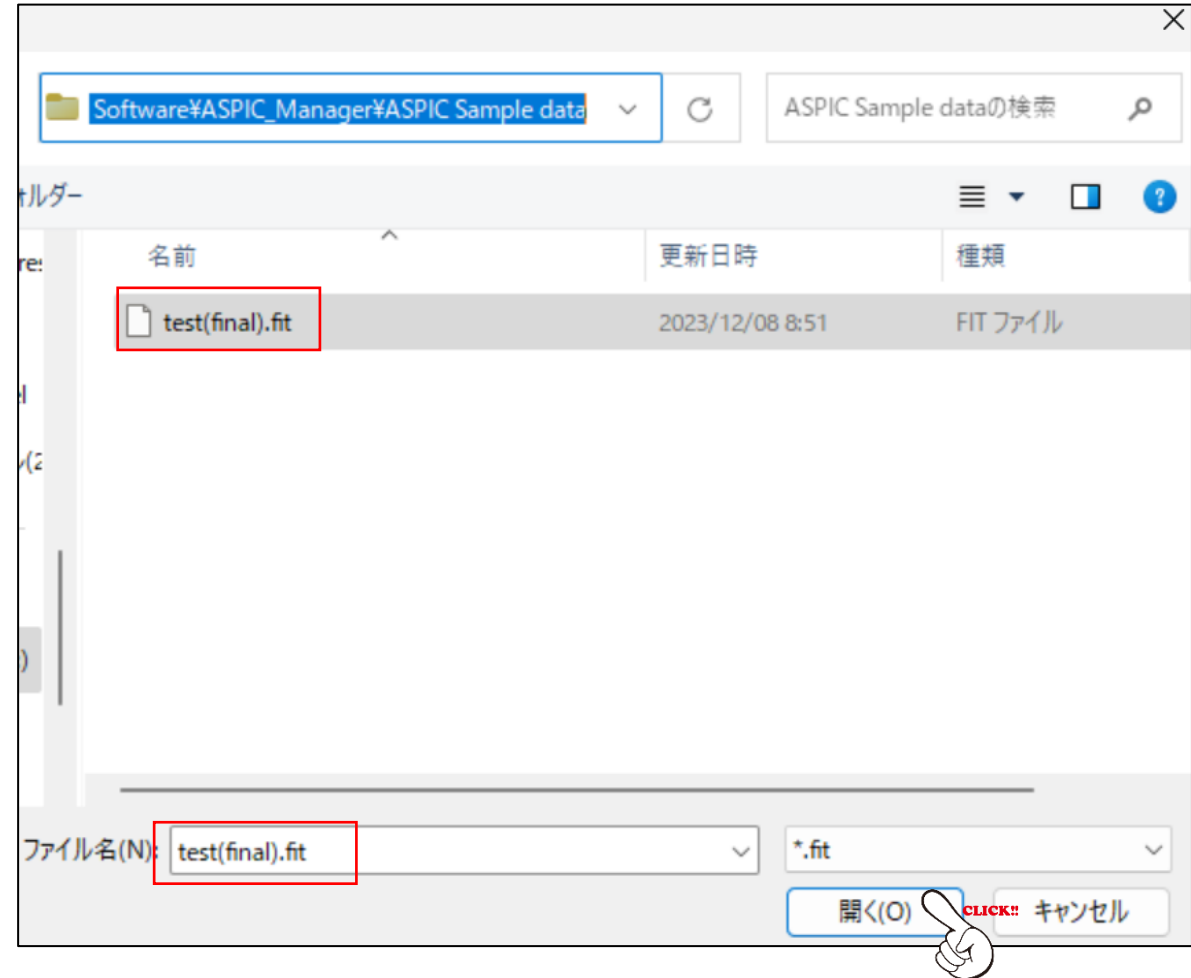 Software¥ASPIC_Manager¥ASPIC Sample data
ASPIC Sample dataの検索
ォルダー
名前 更新日時 種類
test(final).fit 2023/12/08 8:51 FIT ファイル
ファイル名(N): test(final).fit *.fit
開く(O) CLICK!! キャンセル